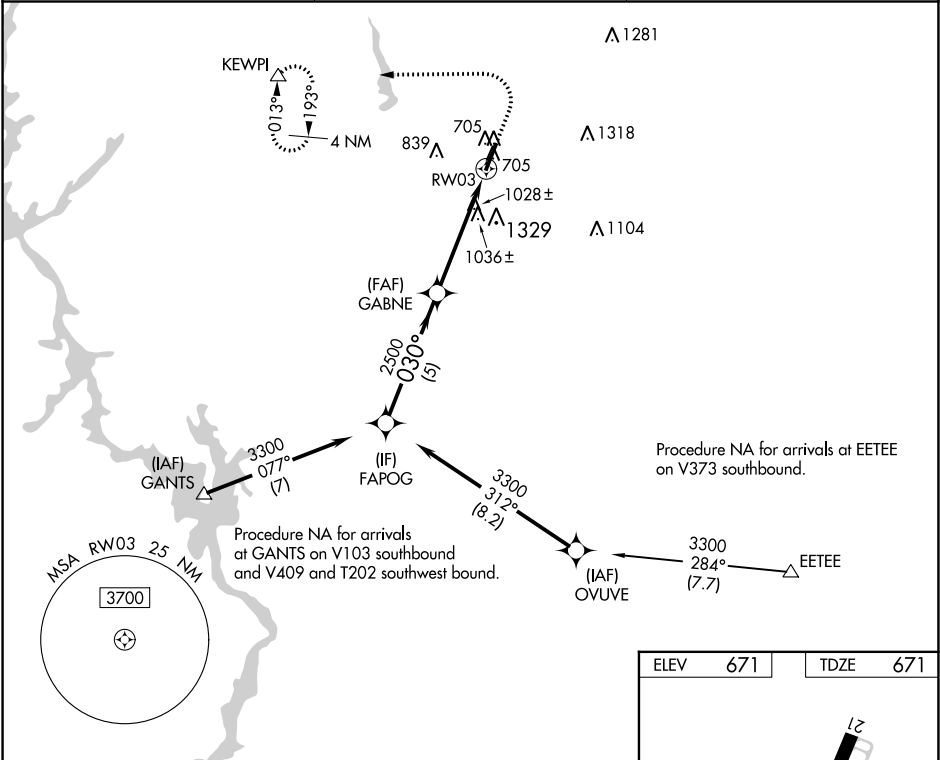 1281
KEWPI
013°
193°
4 NM
839
705
1318
705
RW03
1028±
1329
1104
1036±
(FAF)
GABNE
2500
030°
(5)
(IF)
FAPOG
3300
077°
(7)
(IAF)
GANTS
Procedure NA for arrivals at EETEE
on V373 southbound.
3300
312°
(8.2)
Procedure NA for arrivals
at GANTS on V103 southbound
and V409 and T202 southwest bound.
3300
284°
(7.7)
EETEE
(IAF)
OVUVE
MSA RW03 25 NM
3700
ELEV 671
TDZE 671
21